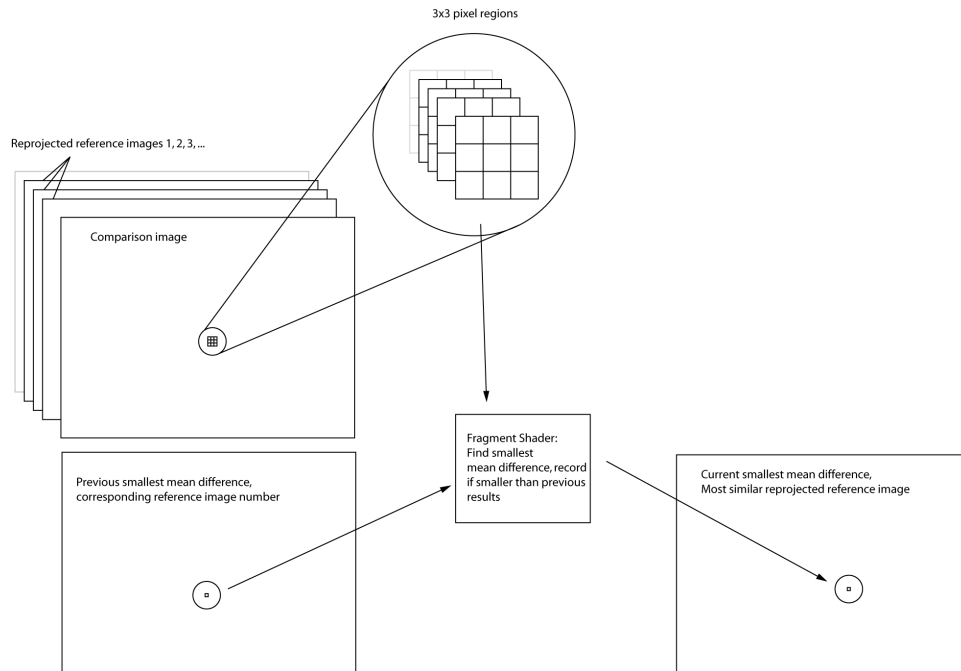 3x3 pixel regions
Reprojected reference images 1, 2, 3, ...
Comparison image
Fragment Shader:
Find smallest
mean difference, record
if smaller than previous
results
Previous smallest mean difference,
corresponding reference image number
Current smallest mean difference,
Most similar reprojected reference image